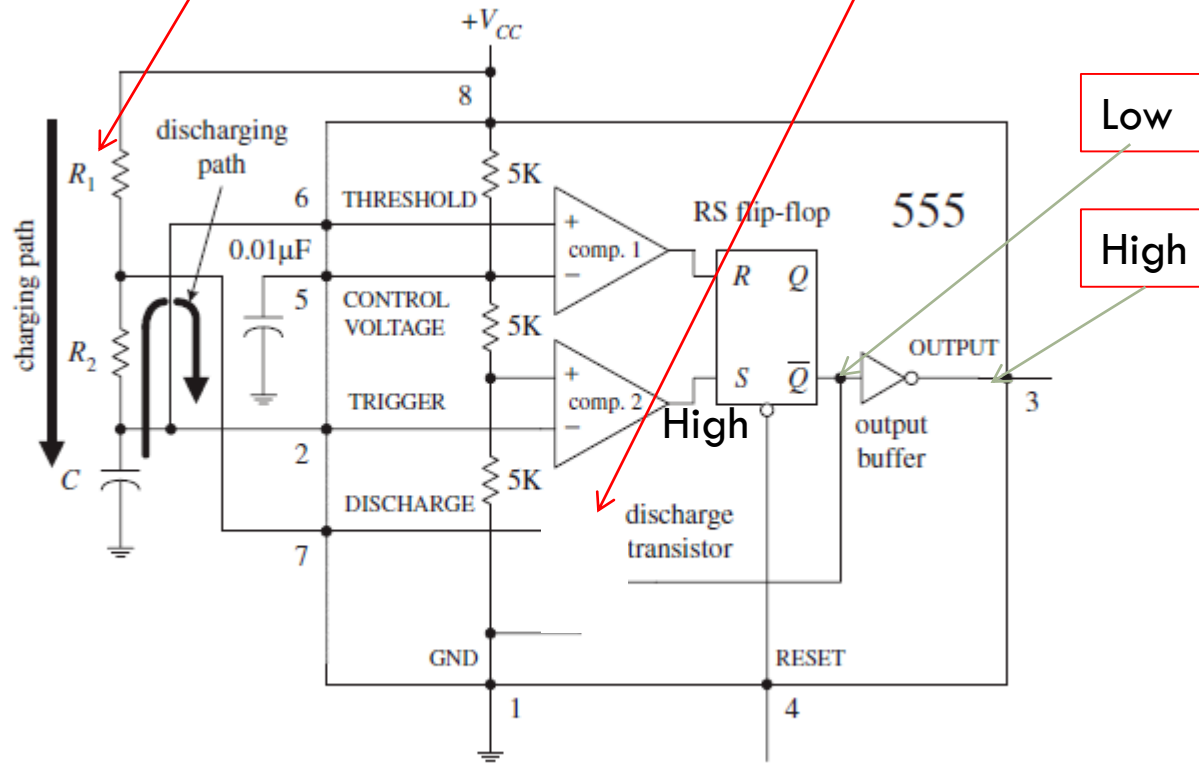 +V_CC
8
Low
discharging
path
R1
5K
6
THRESHOLD
RS flip-flop
555
charging path
0.01µF
+
comp. 1
−
R
Q
High
5
CONTROL
VOLTAGE
5K
R2
OUTPUT
+
S
Q̅
TRIGGER
comp. 2
High
3
−
2
output
buffer
C
5K
DISCHARGE
discharge
transistor
7
GND
RESET
1
4